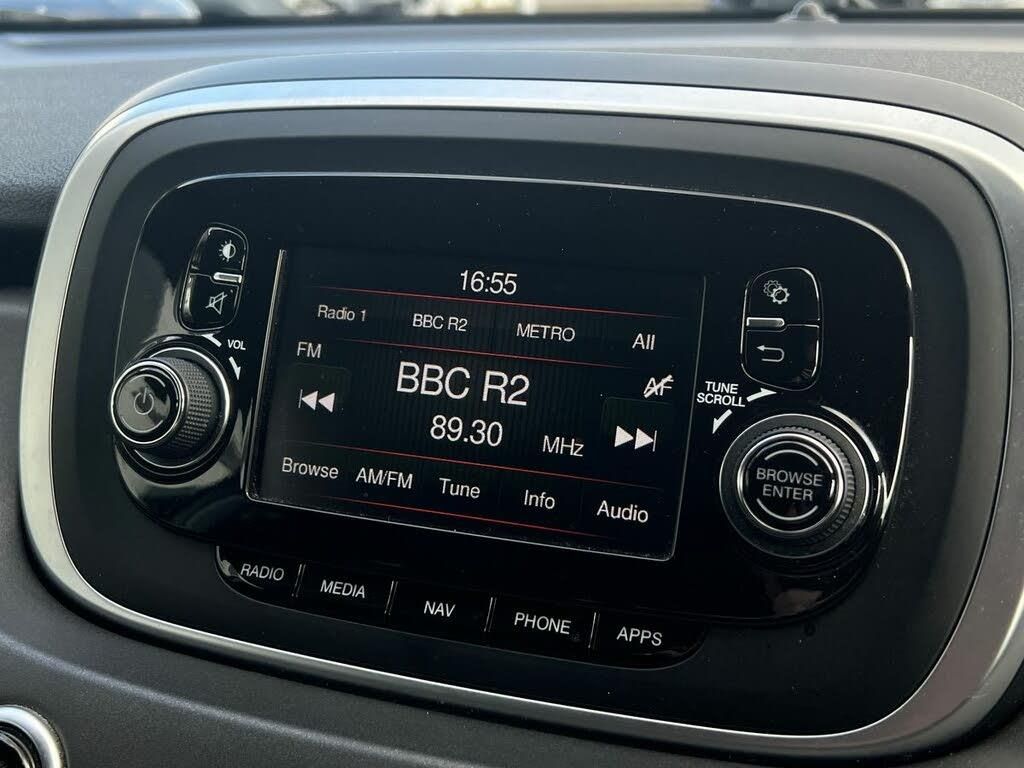 16:55
Radio 1 BBC R2 METRO All
FM
BBC R2 AF
89.30 MHz
Browse AM/FM Tune Info Audio
VOL
TUNE
SCROLL
BROWSE
ENTER
RADIO MEDIA NAV PHONE APPS